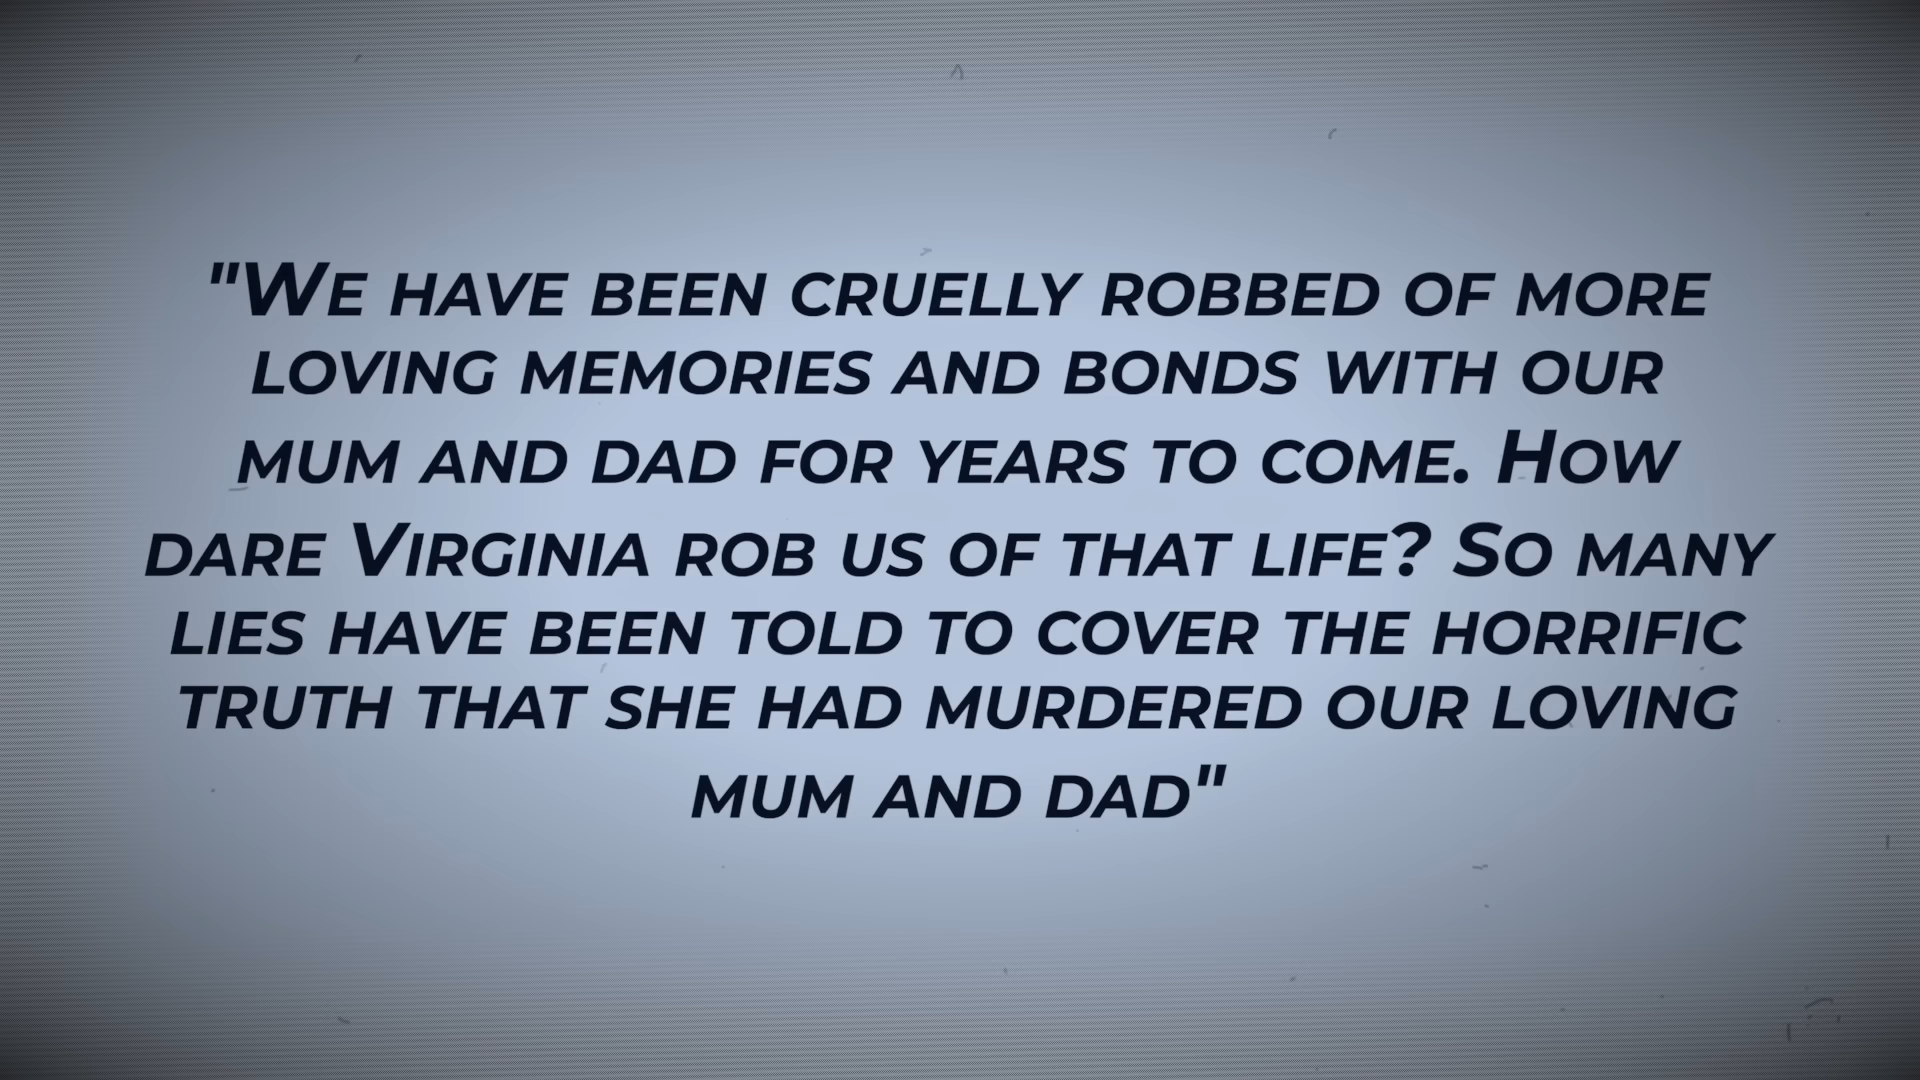 "We have been cruelly robbed of more
loving memories and bonds with our
mum and dad for years to come. How
dare Virginia rob us of that life? So many
lies have been told to cover the horrific
truth that she had murdered our loving
mum and dad"